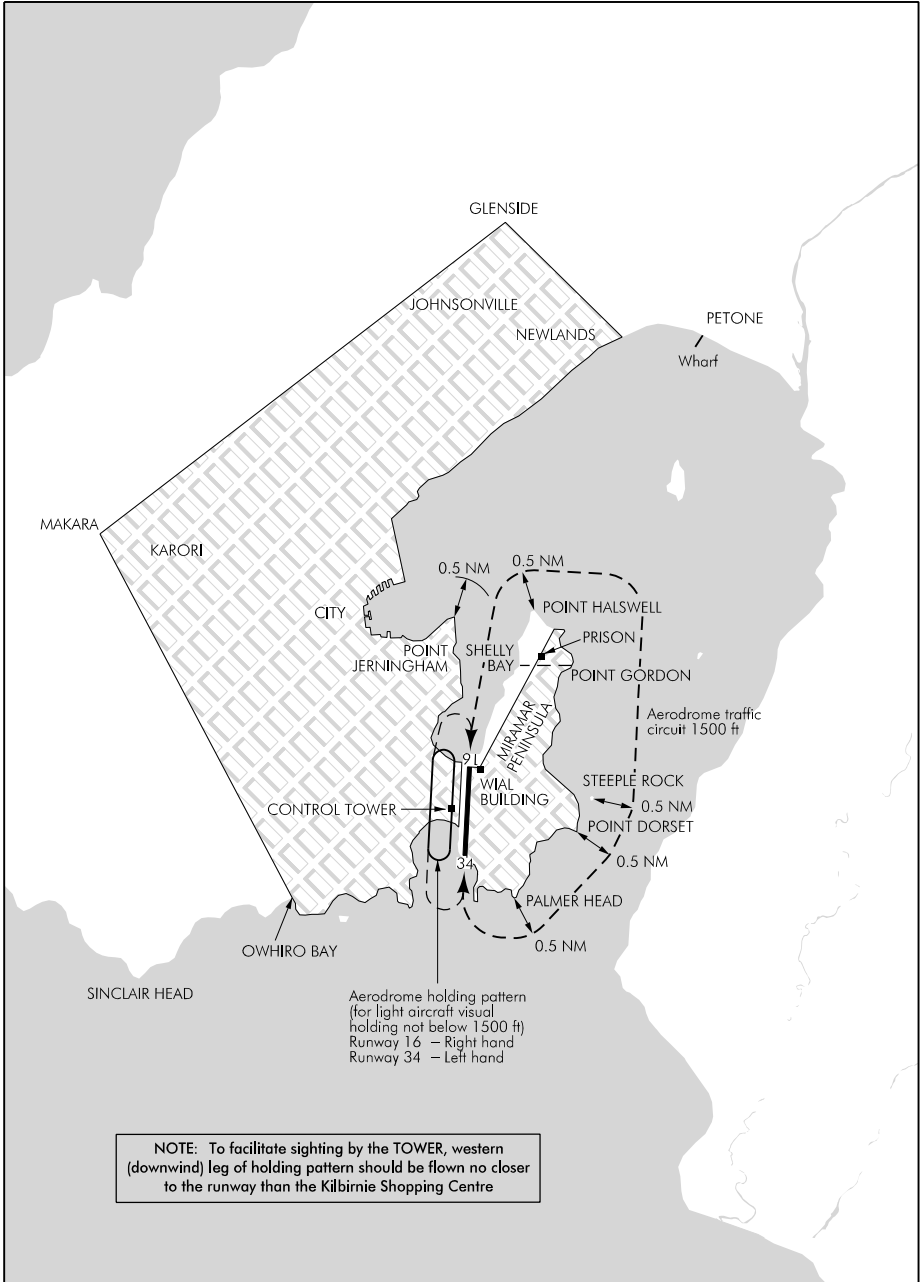 GLENSIDE
JOHNSONVILLE
NEWLANDS
PETONE
Wharf
MAKARA
KARORI
0.5 NM
0.5 NM
CITY
POINT HALSWELL
PRISON
POINT
JERNINGHAM
SHELLY
BAY
POINT GORDON
MIRAMAR
PENINSULA
Aerodrome traffic
circuit 1500 ft
WIAL
BUILDING
STEEPLE ROCK
0.5 NM
CONTROL TOWER
POINT DORSET
0.5 NM
34
PALMER HEAD
0.5 NM
OWHIRO BAY
SINCLAIR HEAD
Aerodrome holding pattern
(for light aircraft visual
holding not below 1500 ft)
Runway 16 – Right hand
Runway 34 – Left hand
NOTE: To facilitate sighting by the TOWER, western
(downwind) leg of holding pattern should be flown no closer
to the runway than the Kilbirnie Shopping Centre